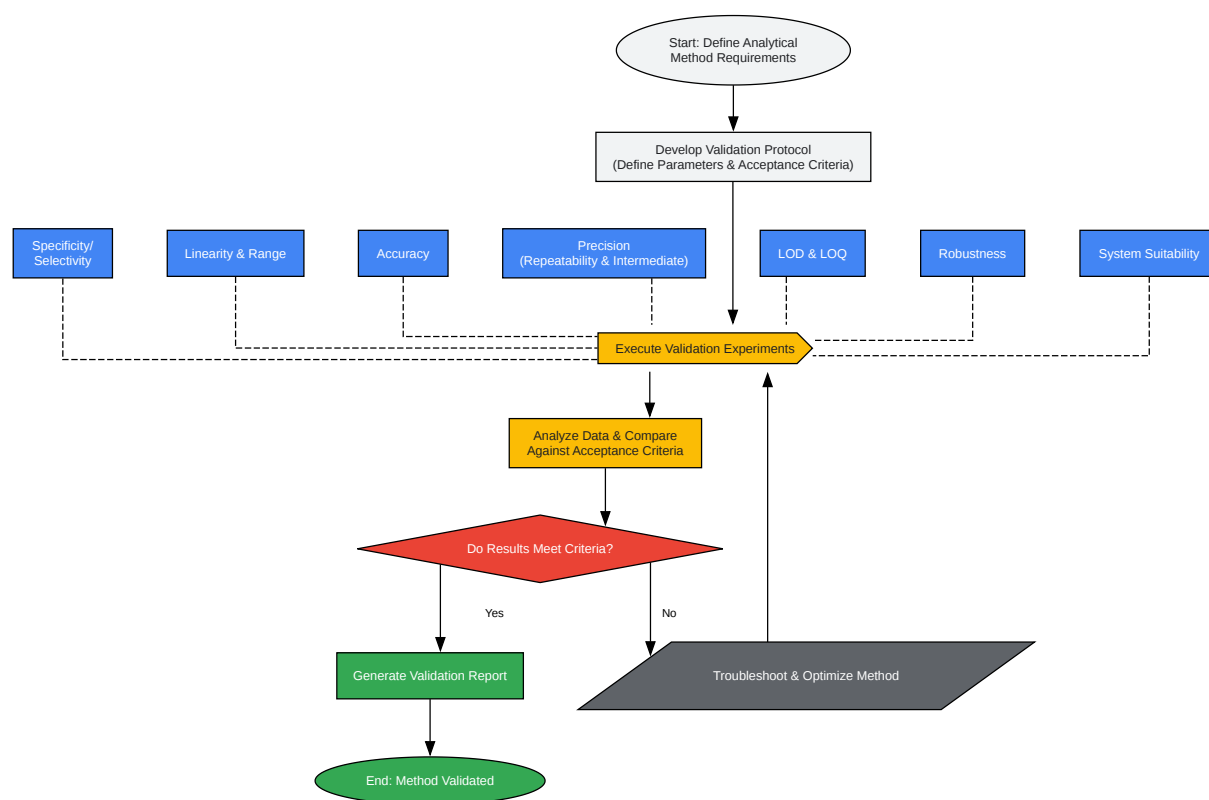 Start: Define Analytical
Method Requirements
Develop Validation Protocol
(Define Parameters & Acceptance Criteria)
Specificity/
Selectivity
Linearity & Range
Accuracy
Precision
(Repeatability & Intermediate)
LOD & LOQ
Robustness
System Suitability
Execute Validation Experiments
Analyze Data & Compare
Against Acceptance Criteria
Do Results Meet Criteria?
Yes
No
Generate Validation Report
Troubleshoot & Optimize Method
End: Method Validated